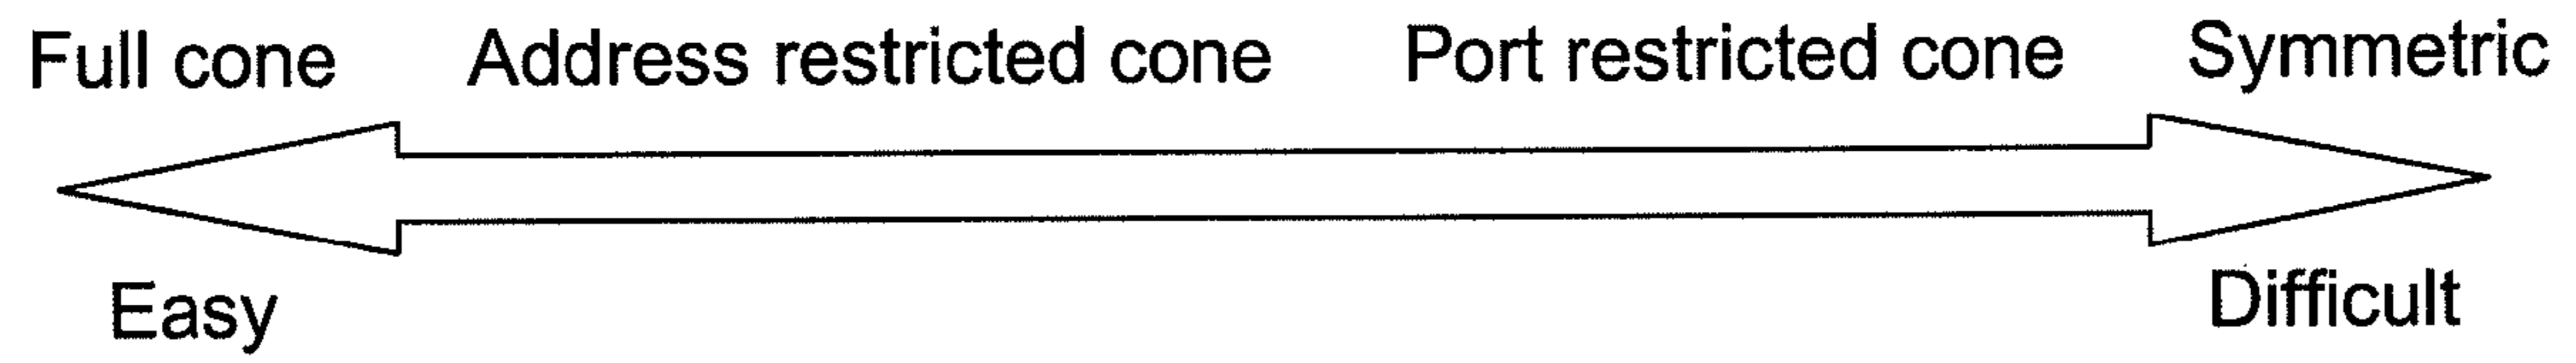 Full cone Address restricted cone Port restricted cone Symmetric
Easy Difficult